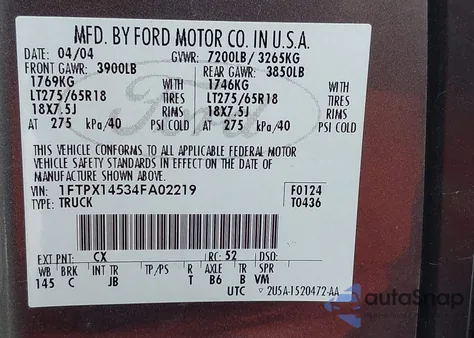 MFD. BY FORD MOTOR CO. IN U.S.A.
DATE: 04/04 GVWR: 7200LB/ 3265KG
FRONT GAWR: 3900LB REAR GAWR: 3850LB
1769KG WITH 1746KG WITH
LT275/65R18 TIRES LT275/65R18 TIRES
18X7.5J RIMS 18X7.5J RIMS
AT 275 kPa/40 PSI COLD AT 275 kPa/40 PSI COLD
THIS VEHICLE CONFORMS TO ALL APPLICABLE FEDERAL MOTOR
VEHICLE SAFETY STANDARDS IN EFFECT ON THE DATE OF
MANUFACTURE SHOWN ABOVE.
VIN: 1FTPX14534FA02219 F0124
TYPE: TRUCK T0436
EXT PNT: CX RC: 52
WB BRK INT TR TP/PS R AXLE TR SPR
145 C JB T B6 B VM
UTC 2U5A-1520472-AA
Ford
autoSnap